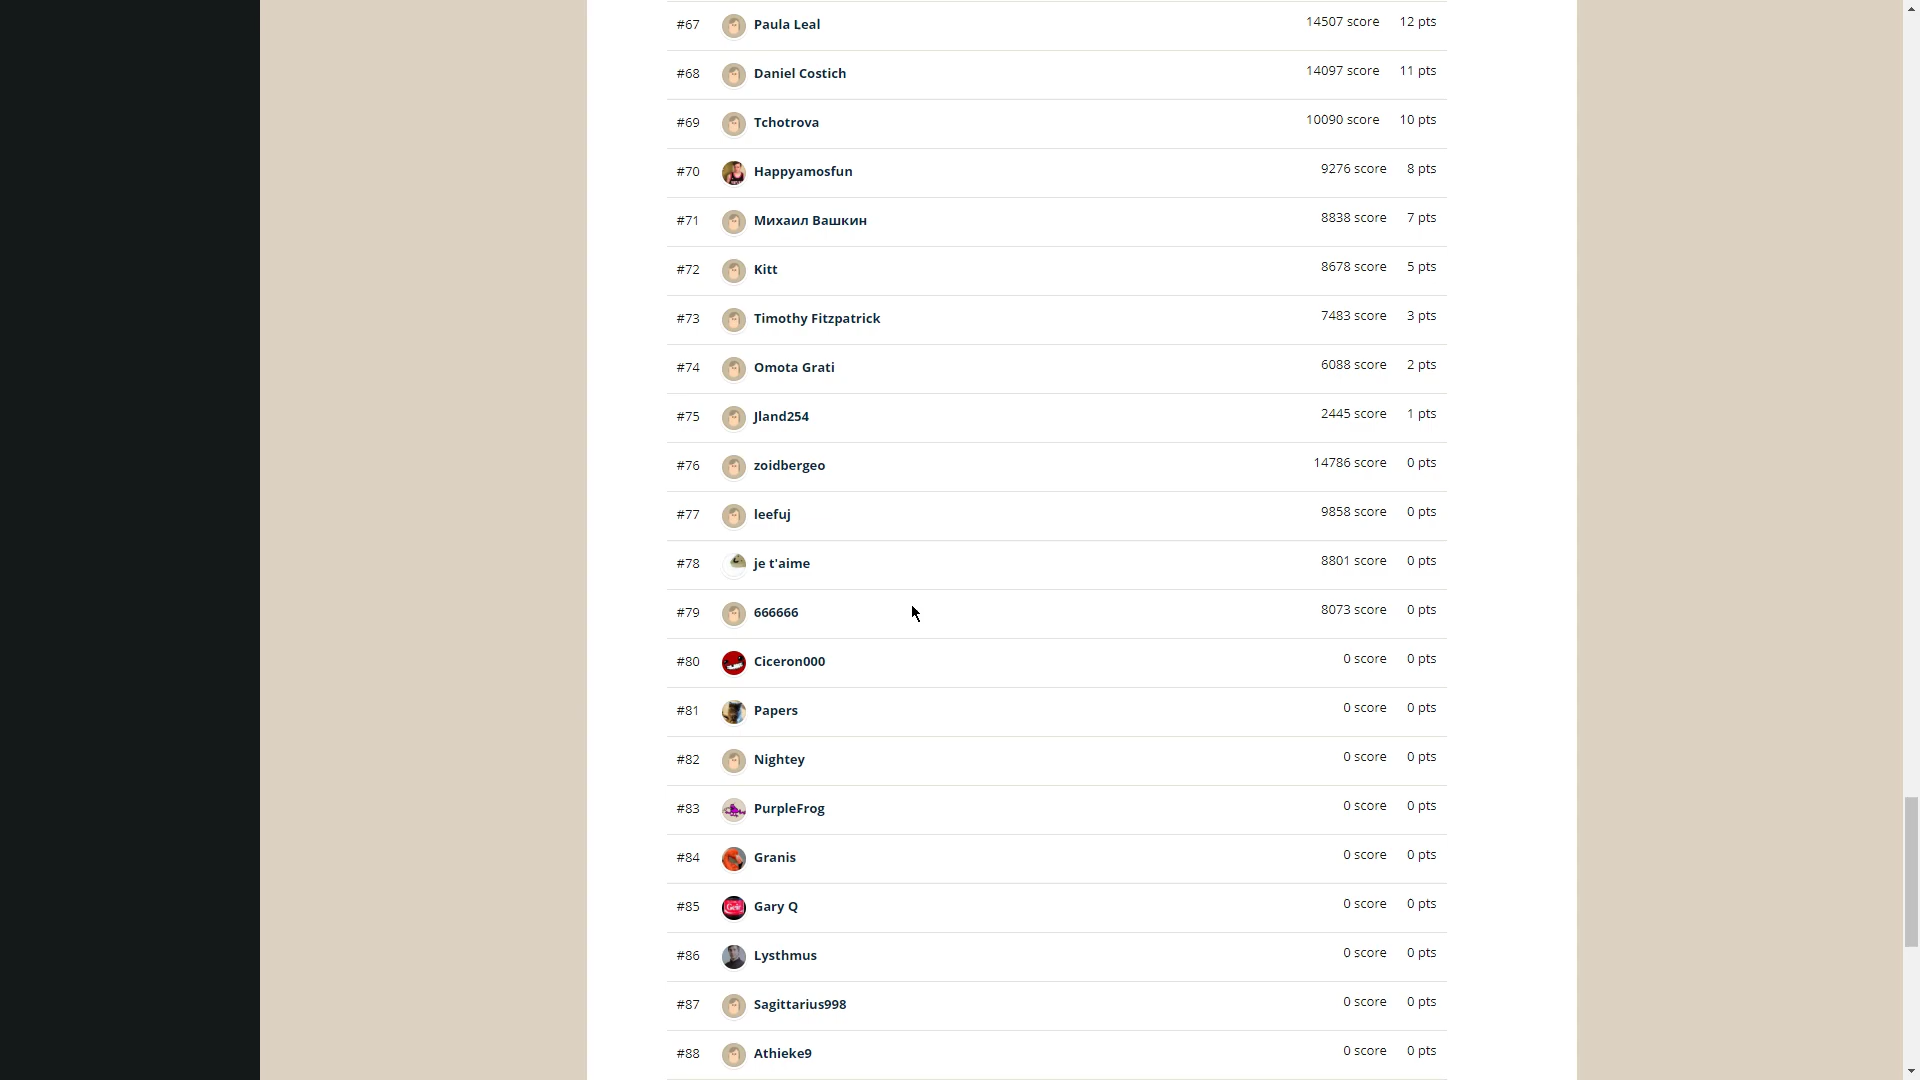 #67 Paula Leal 14507 score 12 pts
#68 Daniel Costich 14097 score 11 pts
#69 Tchotrova 10090 score 10 pts
#70 Happyamosfun 9276 score 8 pts
#71 Михаил Вашкин 8838 score 7 pts
#72 Kitt 8678 score 5 pts
#73 Timothy Fitzpatrick 7483 score 3 pts
#74 Omota Grati 6088 score 2 pts
#75 Jland254 2445 score 1 pts
#76 zoidbergeo 14786 score 0 pts
#77 leefuj 9858 score 0 pts
#78 je t'aime 8801 score 0 pts
#79 666666 8073 score 0 pts
#80 Ciceron000 0 score 0 pts
#81 Papers 0 score 0 pts
#82 Nightey 0 score 0 pts
#83 PurpleFrog 0 score 0 pts
#84 Granis 0 score 0 pts
#85 Gary Q 0 score 0 pts
#86 Lysthmus 0 score 0 pts
#87 Sagittarius998 0 score 0 pts
#88 Athieke9 0 score 0 pts